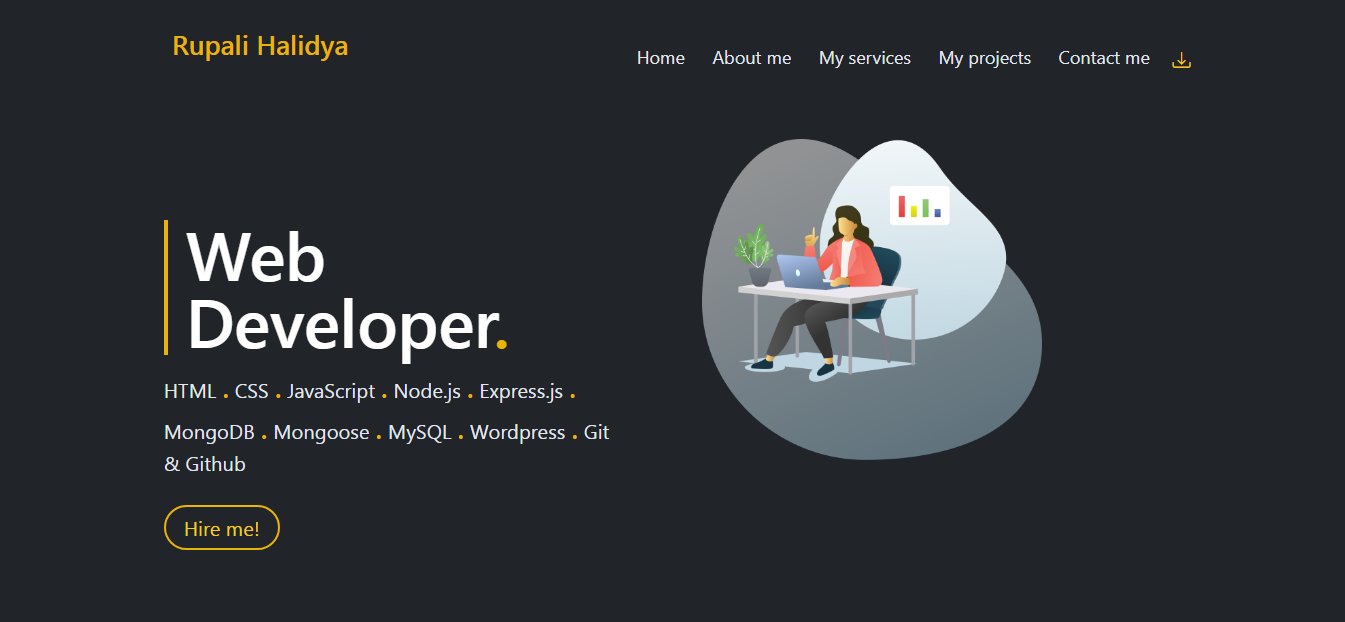 Rupali Halidya
Home About me My services My projects Contact me
Web
Developer.
HTML . CSS . JavaScript . Node.js . Express.js .
MongoDB . Mongoose . MySQL . Wordpress . Git
& Github
Hire me!